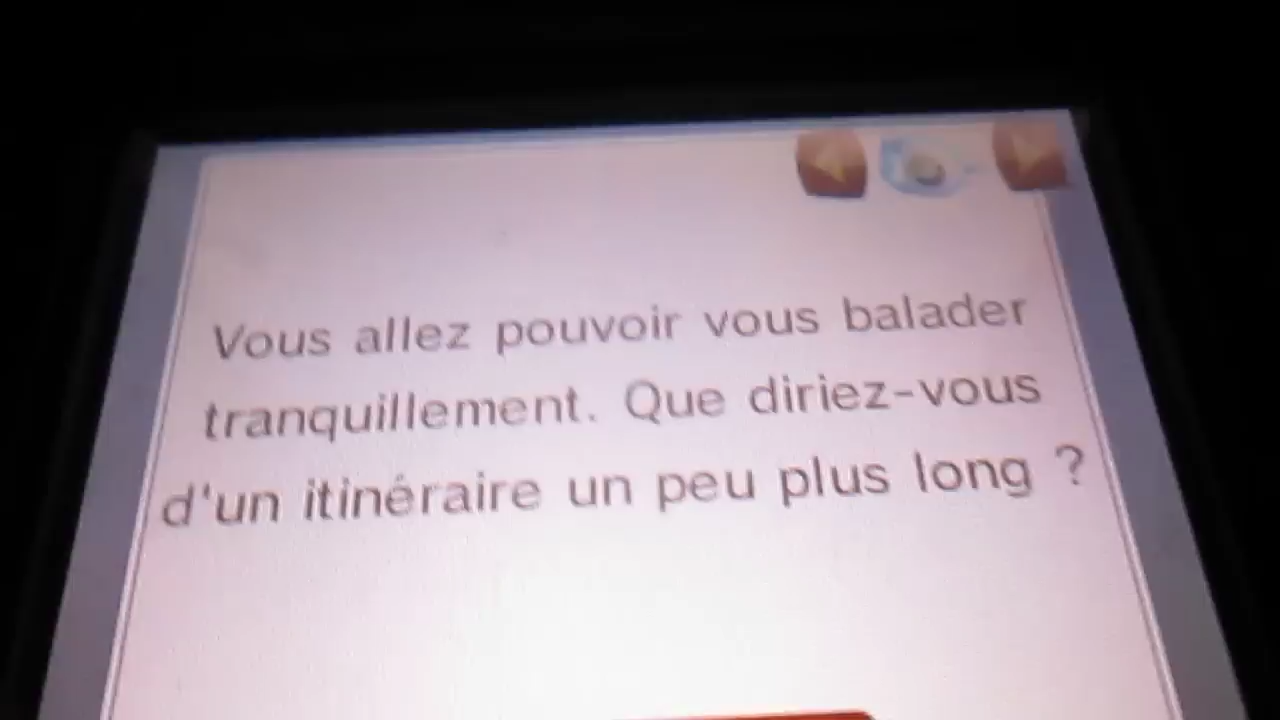 Vous allez pouvoir vous balader
tranquillement. Que diriez-vous
d'un itinéraire un peu plus long ?